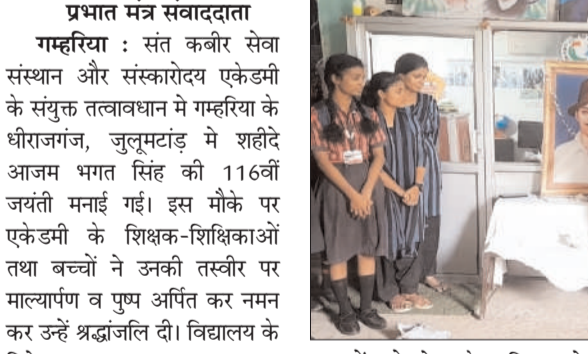 प्रभात मंत्र संवाददाता
गम्हरिया : संत कबीर सेवा
संस्थान और संस्कारोदय एकेडमी
के संयुक्त तत्वावधान मे गम्हरिया के
धीराजगंज, जुलूमटांड़ मे शहीदे
आजम भगत सिंह की 116वीं
जयंती मनाई गई। इस मौके पर
एकेडमी के शिक्षक-शिक्षिकाओं
तथा बच्चों ने उनकी तस्वीर पर
माल्यार्पण व पुष्प अर्पित कर नमन
कर उन्हें श्रद्धांजलि दी। विद्यालय के